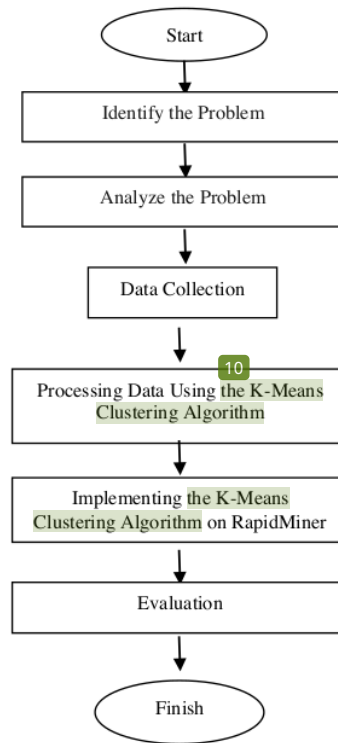 Start
Identify the Problem
Analyze the Problem
Data Collection
10
Processing Data Using the K-Means
Clustering Algorithm
Implementing the K-Means
Clustering Algorithm on RapidMiner
Evaluation
Finish